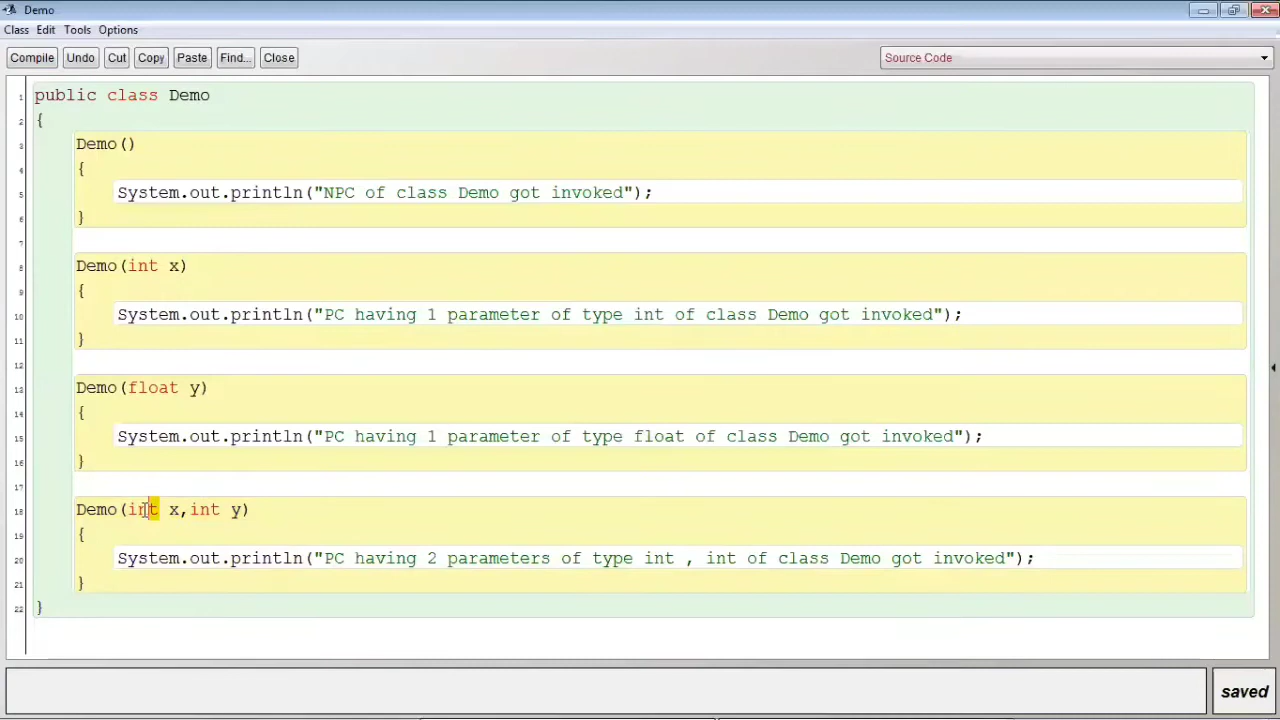 Demo
Class Edit Tools Options
Compile Undo Cut Copy Paste Find... Close Source Code
1 public class Demo
2 {
3 Demo()
4 {
5 System.out.println("NPC of class Demo got invoked");
6 }
7
8 Demo(int x)
9 {
10 System.out.println("PC having 1 parameter of type int of class Demo got invoked");
11 }
12
13 Demo(float y)
14 {
15 System.out.println("PC having 1 parameter of type float of class Demo got invoked");
16 }
17
18 Demo(int x,int y)
19 {
20 System.out.println("PC having 2 parameters of type int , int of class Demo got invoked");
21 }
22 }
saved